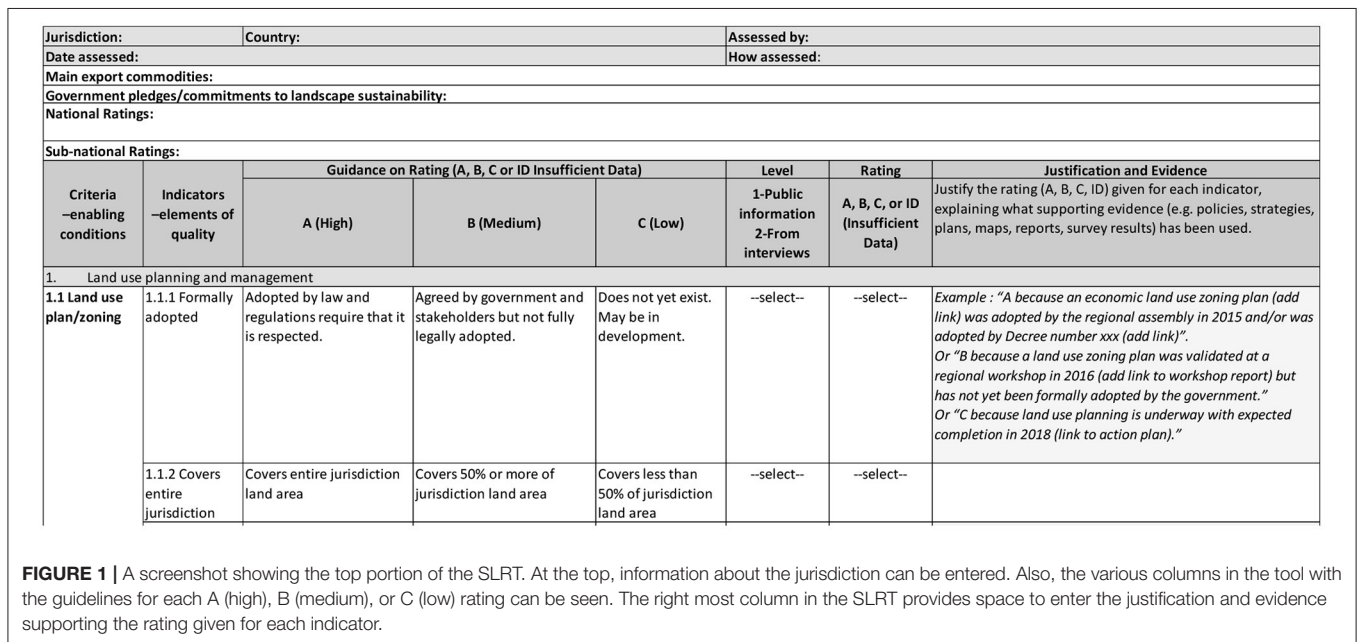 Jurisdiction: Country: Assessed by:
Date assessed: How assessed:
Main export commodities:
Government pledges/commitments to landscape sustainability:
National Ratings:
Sub-national Ratings:
Criteria
–enabling
conditions
Indicators
–elements of
quality
Guidance on Rating (A, B, C or ID Insufficient Data)
A (High)
B (Medium)
C (Low)
Level
1-Public
information
2-From
interviews
Rating
A, B, C, or ID
(Insufficient
Data)
Justification and Evidence
Justify the rating (A, B, C, ID) given for each indicator,
explaining what supporting evidence (e.g. policies, strategies,
plans, maps, reports, survey results) has been used.
1. Land use planning and management
1.1 Land use
plan/zoning
1.1.1 Formally
adopted
Adopted by law and
regulations require that it
is respected.
Agreed by government and
stakeholders but not fully
legally adopted.
Does not yet exist.
May be in
development.
--select--
--select--
Example : “A because an economic land use zoning plan (add
link) was adopted by the regional assembly in 2015 and/or was
adopted by Decree number xxx (add link)”.
Or “B because a land use zoning plan was validated at a
regional workshop in 2016 (add link to workshop report) but
has not yet been formally adopted by the government.”
Or “C because land use planning is underway with expected
completion in 2018 (link to action plan).”
1.1.2 Covers
entire
jurisdiction
Covers entire jurisdiction
land area
Covers 50% or more of
jurisdiction land area
Covers less than
50% of jurisdiction
land area
--select--
--select--
FIGURE 1 | A screenshot showing the top portion of the SLRT. At the top, information about the jurisdiction can be entered. Also, the various columns in the tool with
the guidelines for each A (high), B (medium), or C (low) rating can be seen. The right most column in the SLRT provides space to enter the justification and evidence
supporting the rating given for each indicator.